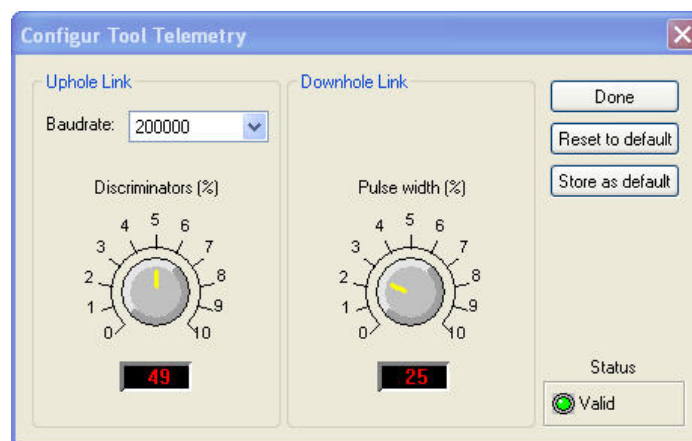 Configur Tool Telemetry
Uphole Link
Baudrate: 200000
Discriminators (%)
0 1 2 3 4 5 6 7 8 9 10
49
Downhole Link
Pulse width (%)
0 1 2 3 4 5 6 7 8 9 10
25
Done
Reset to default
Store as default
Status
Valid